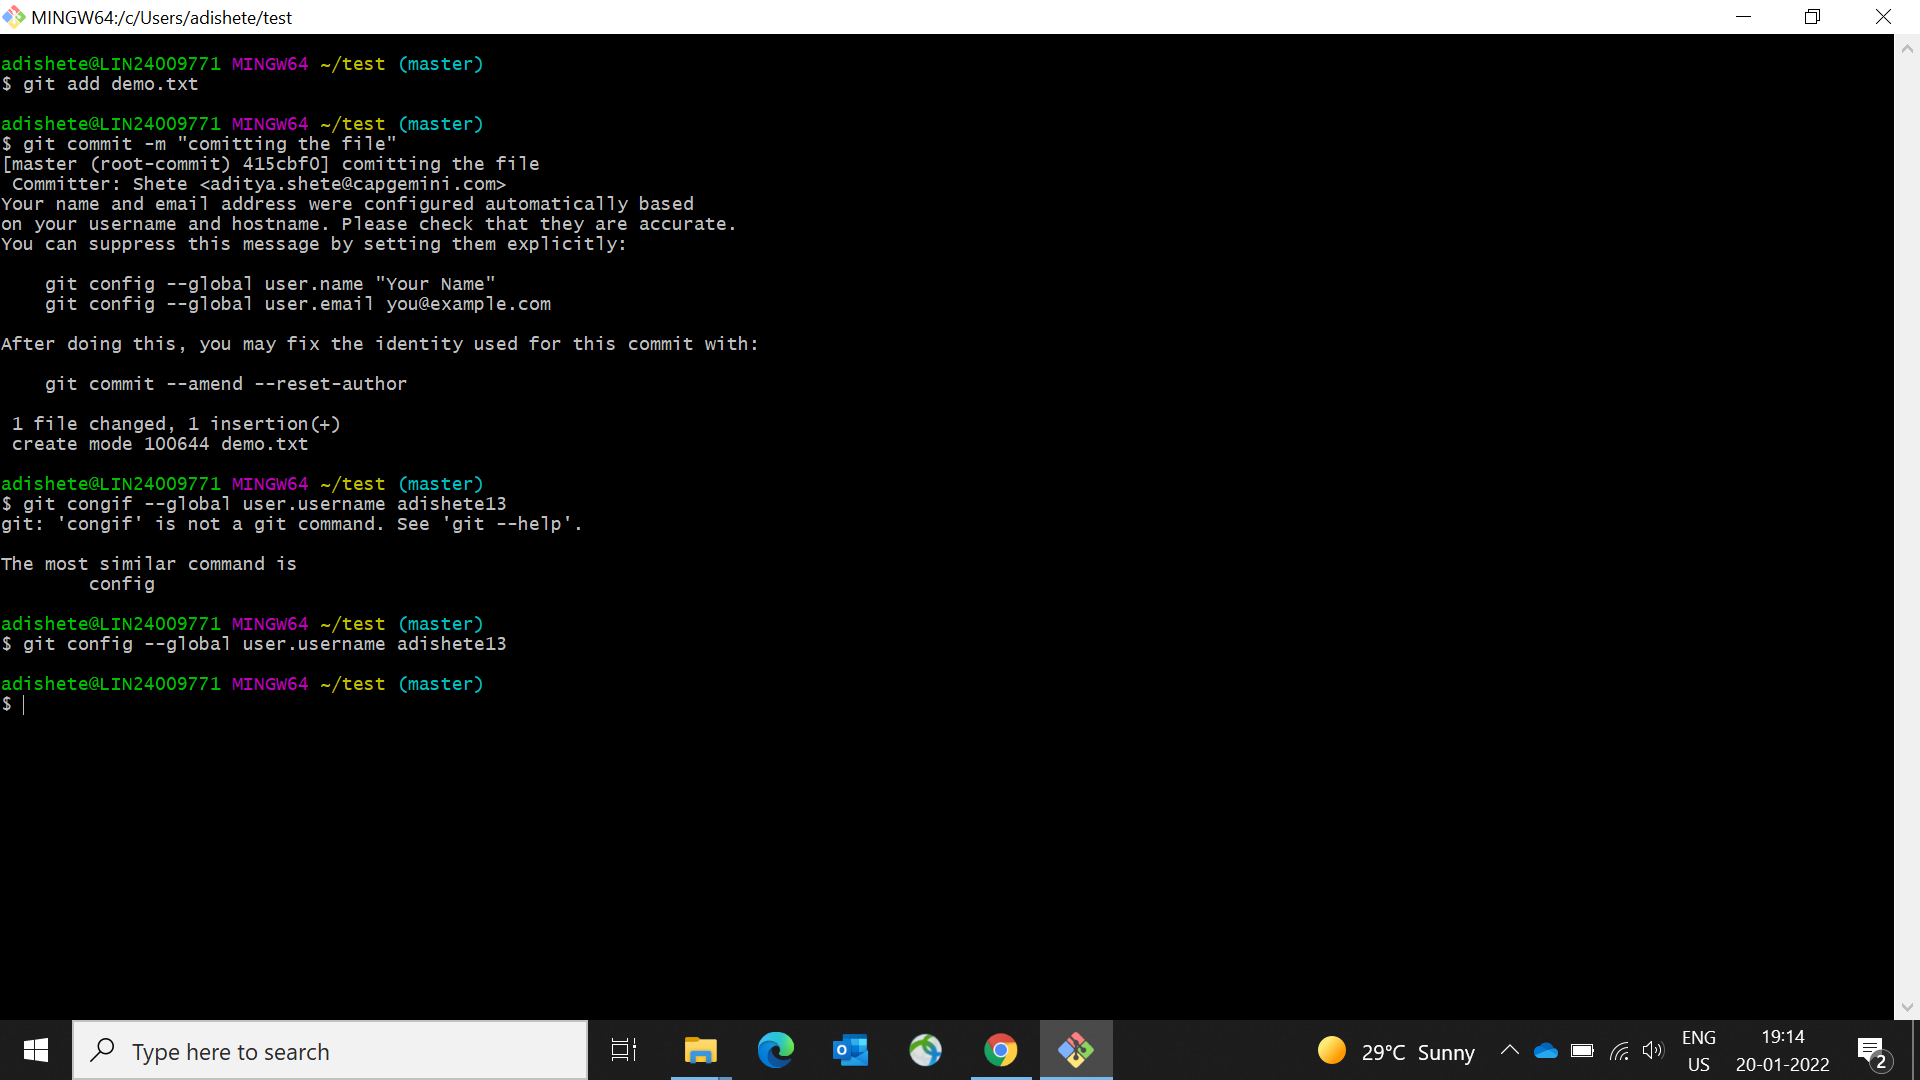 MINGW64:/c/Users/adishete/test
adishete@LIN24009771 MINGW64 ~/test (master)
$ git add demo.txt
adishete@LIN24009771 MINGW64 ~/test (master)
$ git commit -m "comitting the file"
[master (root-commit) 415cbf0] comitting the file
 Committer: Shete <aditya.shete@capgemini.com>
Your name and email address were configured automatically based
on your username and hostname. Please check that they are accurate.
You can suppress this message by setting them explicitly:
    git config --global user.name "Your Name"
    git config --global user.email you@example.com
After doing this, you may fix the identity used for this commit with:
    git commit --amend --reset-author
 1 file changed, 1 insertion(+)
 create mode 100644 demo.txt
adishete@LIN24009771 MINGW64 ~/test (master)
$ git congif --global user.username adishete13
git: 'congif' is not a git command. See 'git --help'.
The most similar command is
        config
adishete@LIN24009771 MINGW64 ~/test (master)
$ git config --global user.username adishete13
adishete@LIN24009771 MINGW64 ~/test (master)
$
Type here to search
29°C Sunny
ENG
US
19:14
20-01-2022
2